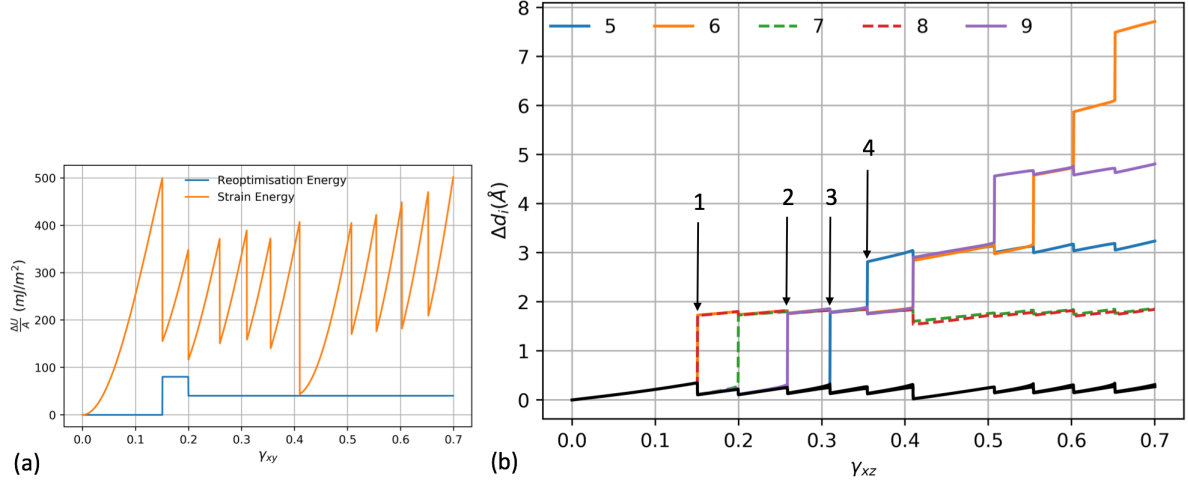 Reoptimisation Energy
Strain Energy
500
400
300
200
100
0
ΔU/A (mJ/m²)
0.0 0.1 0.2 0.3 0.4 0.5 0.6 0.7
γxy
(a)
5 6 7 8 9
8
7
6
5
4
3
2
1
0
Δdi(Å)
1 2 3 4
0.0 0.1 0.2 0.3 0.4 0.5 0.6 0.7
γxz
(b)